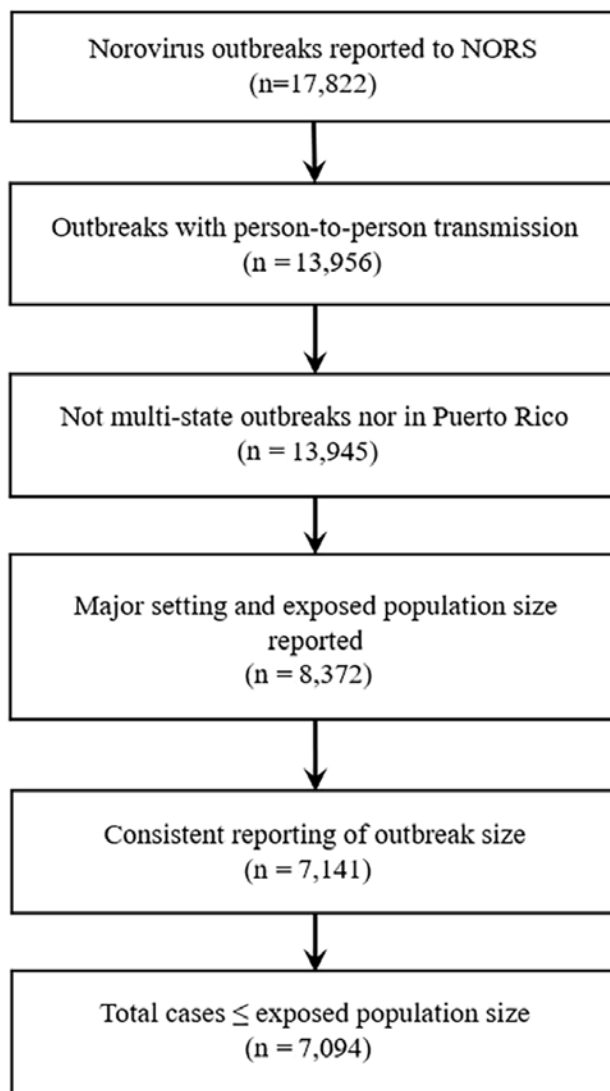 Norovirus outbreaks reported to NORS
(n=17,822)
Outbreaks with person-to-person transmission
(n = 13,956)
Not multi-state outbreaks nor in Puerto Rico
(n = 13,945)
Major setting and exposed population size
reported
(n = 8,372)
Consistent reporting of outbreak size
(n = 7,141)
Total cases ≤ exposed population size
(n = 7,094)